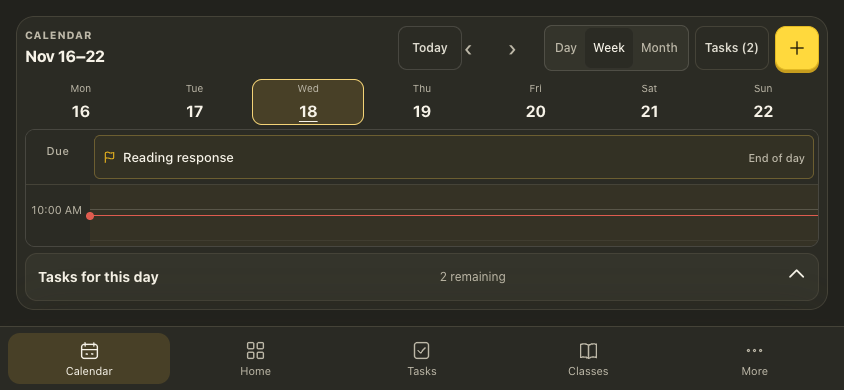 CALENDAR
Nov 16–22
Today
Day Week Month
Tasks (2)
Mon Tue Wed Thu Fri Sat Sun
16 17 18 19 20 21 22
Due
Reading response
End of day
10:00 AM
Tasks for this day
2 remaining
Calendar Home Tasks Classes More